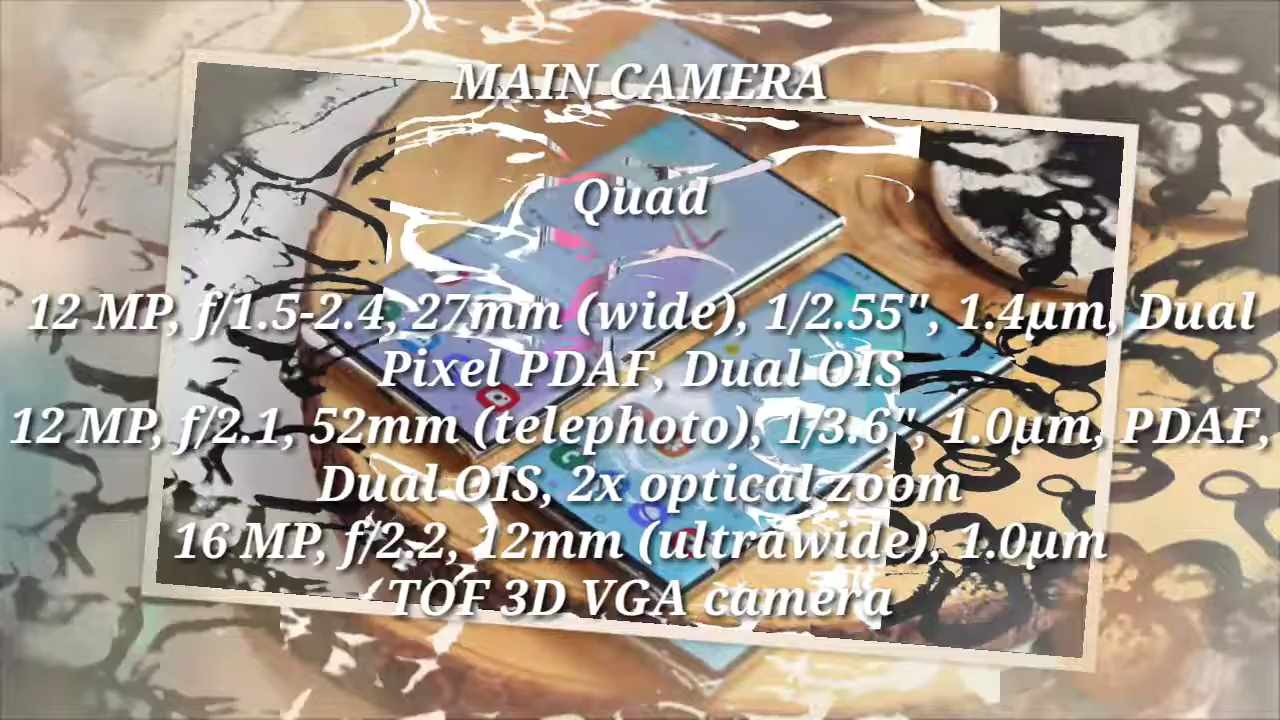 MAIN CAMERA
Quad
12 MP, f/1.5-2.4, 27mm (wide), 1/2.55", 1.4µm, Dual
Pixel PDAF, Dual OIS
12 MP, f/2.1, 52mm (telephoto), 1/3.6", 1.0µm, PDAF,
Dual OIS, 2x optical zoom
16 MP, f/2.2, 12mm (ultrawide), 1.0µm
TOF 3D VGA camera